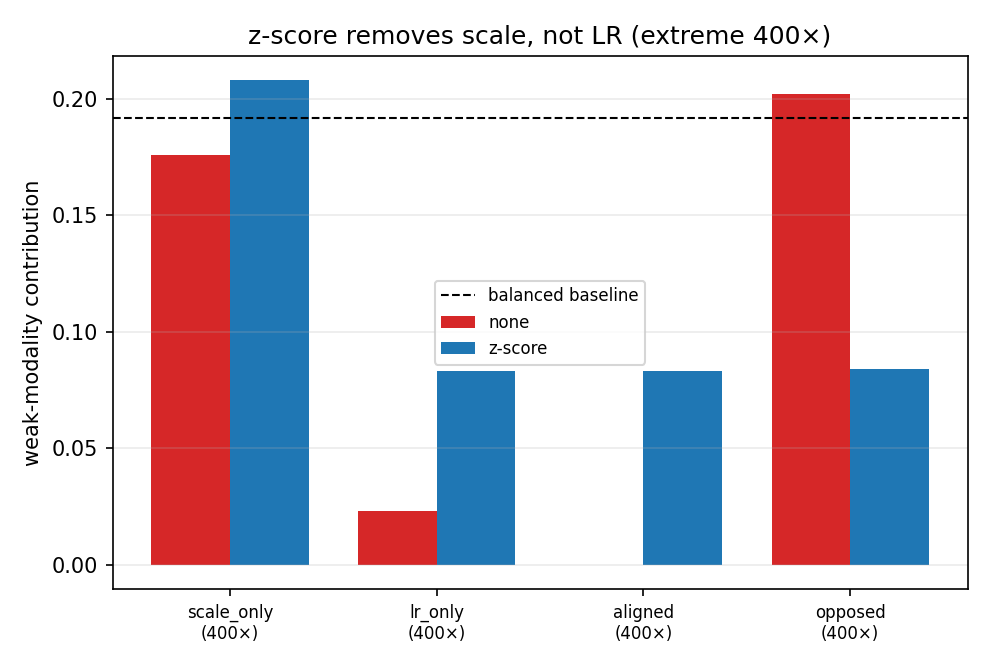 z-score removes scale, not LR (extreme 400×)
weak-modality contribution
0.20
0.15
0.10
0.05
0.00
balanced baseline
none
z-score
scale_only
(400×)
lr_only
(400×)
aligned
(400×)
opposed
(400×)